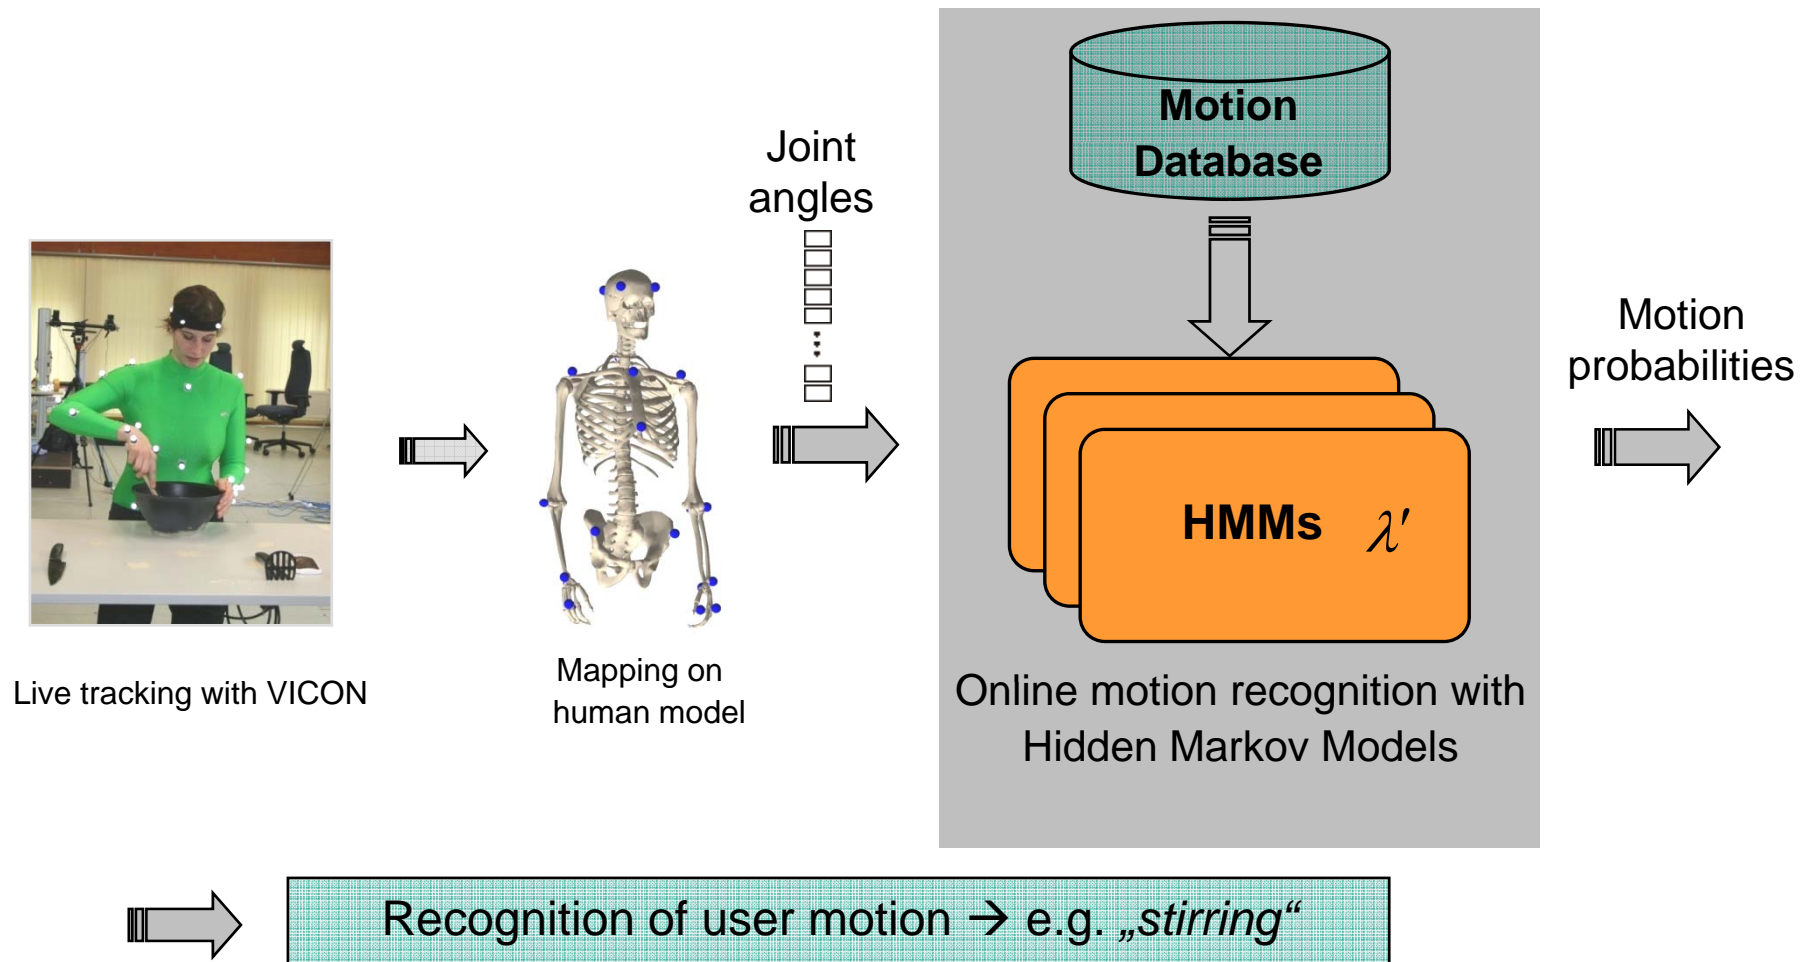 Joint
angles
Motion
Database
HMMs λ′
Motion
probabilities
Live tracking with VICON
Mapping on
human model
Online motion recognition with
Hidden Markov Models
Recognition of user motion → e.g. „stirring“